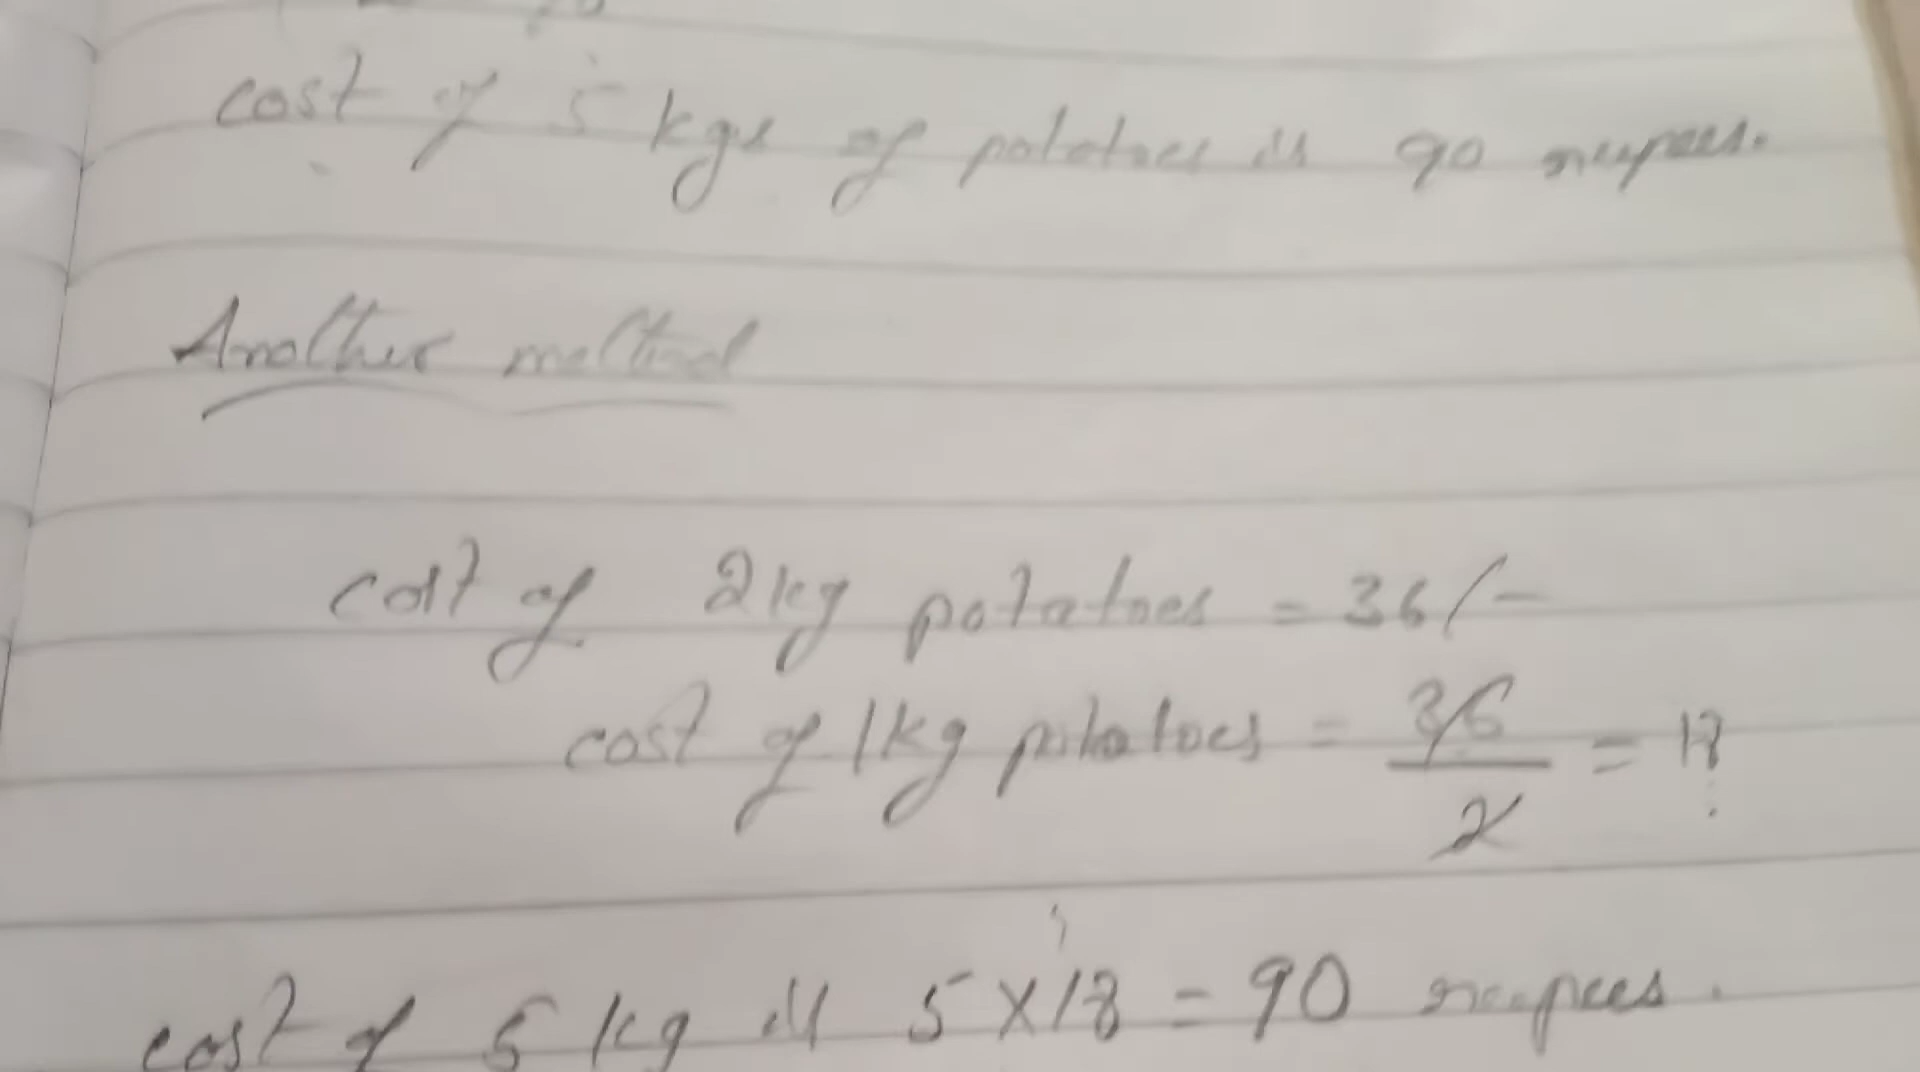 cost of 5 kgs of potatoes is 90 rupees.
Another method
cost of 2kg potatoes = 36/-
cost of 1kg potatoes = 36/2 = 18
cost of 5 kg is 5 X 18 = 90 rupees.